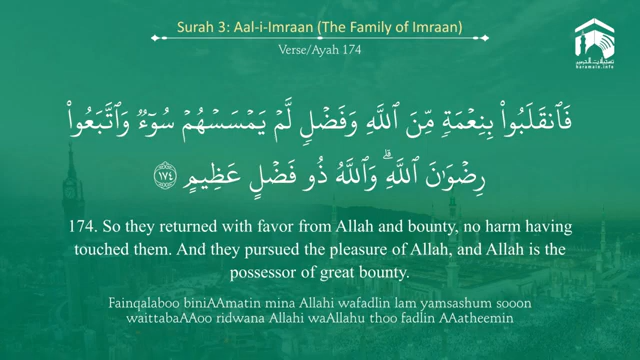 Surah 3: Aal-i-Imraan (The Family of Imraan)
Verse/Ayah 174
haramain.info
فَٱنقَلَبُوا۟ بِنِعْمَةٍ مِّنَ ٱللَّهِ وَفَضْلٍ لَّمْ يَمْسَسْهُمْ سُوٓءٌ وَٱتَّبَعُوا۟
رِضْوَٰنَ ٱللَّهِ ۗ وَٱللَّهُ ذُو فَضْلٍ عَظِيمٍ ١٧٤
174. So they returned with favor from Allah and bounty, no harm having
touched them. And they pursued the pleasure of Allah, and Allah is the
possessor of great bounty.
Fainqalaboo biniAAmatin mina Allahi wafadlin lam yamsashum sooon
waittabaAAoo ridwana Allahi waAllahu thoo fadlin AAatheemin